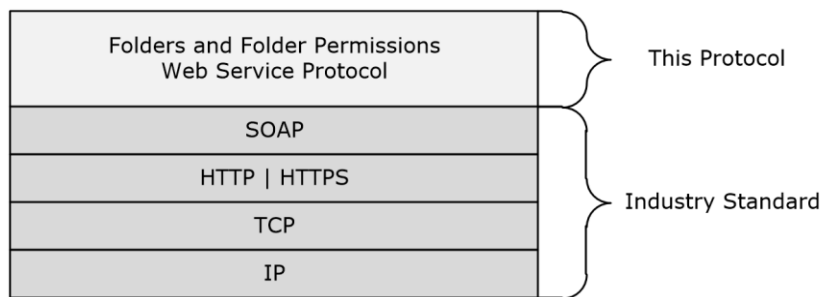 Folders and Folder Permissions
Web Service Protocol
This Protocol
SOAP
HTTP | HTTPS
TCP
IP
Industry Standard